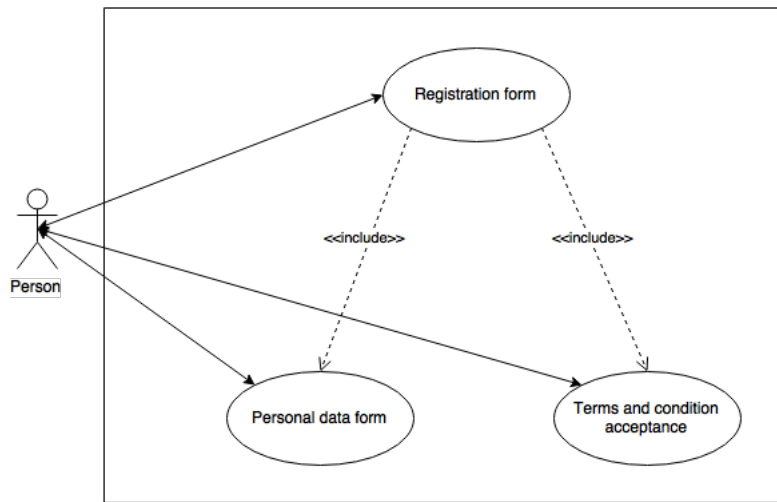 Registration form
<<include>>
<<include>>
Person
Personal data form
Terms and condition
acceptance